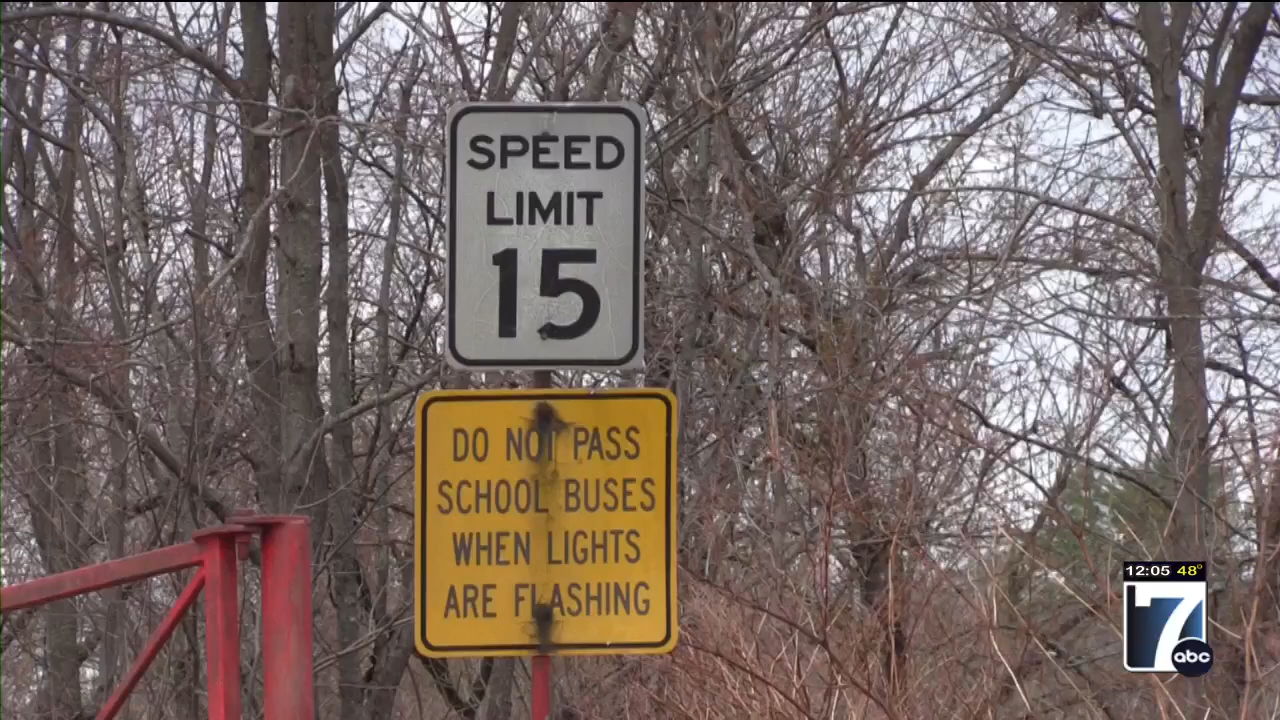 SPEED
LIMIT
15
DO NOT PASS
SCHOOL BUSES
WHEN LIGHTS
ARE FLASHING
12:05 48°
7
abc